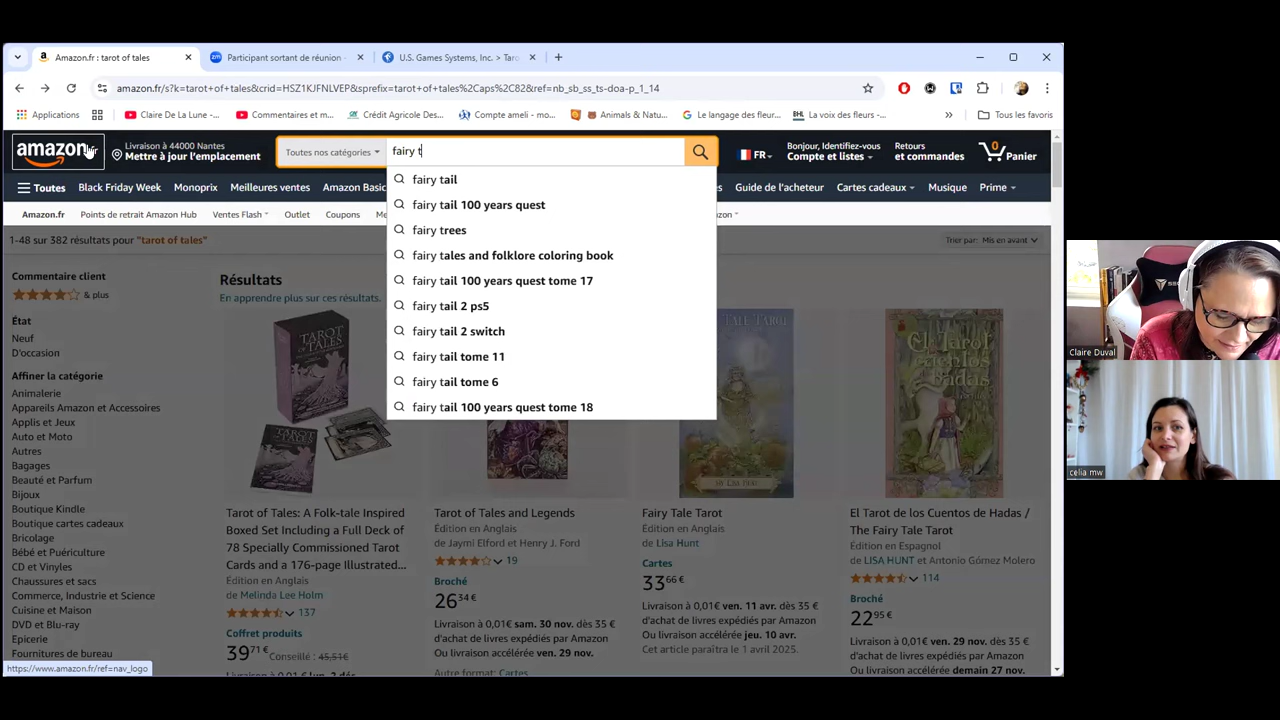 Amazon.fr : tarot of tales
Participant sortant de réunion -
U.S. Games Systems, Inc. > Taro
amazon.fr/s?k=tarot+of+tales&crid=HSZ1KJFNLVEP&sprefix=tarot+of+tales%2Caps%2C82&ref=nb_sb_ss_ts-doa-p_1_14
Applications
Claire De La Lune -...
Commentaires et m...
Crédit Agricole Des...
Compte ameli - mo...
Animals & Natu...
Le langage des fleur...
La voix des fleurs -...
Tous les favoris
amazon
Livraison à 44000 Nantes
Mettre à jour l'emplacement
Toutes nos catégories
fairy t
FR
Bonjour, Identifiez-vous
Compte et listes
Retours
et commandes
0
Panier
Toutes
Black Friday Week
Monoprix
Meilleures ventes
Amazon Basic
Guide de l'acheteur
Cartes cadeaux
Musique
Prime
Amazon.fr
Points de retrait Amazon Hub
Ventes Flash
Outlet
Coupons
fairy tail
fairy tail 100 years quest
fairy trees
fairy tales and folklore coloring book
fairy tail 100 years quest tome 17
fairy tail 2 ps5
fairy tail 2 switch
fairy tail tome 11
fairy tail tome 6
fairy tail 100 years quest tome 18
1-48 sur 382 résultats pour "tarot of tales"
Trier par: Mis en avant
Commentaire client
& plus
État
Neuf
D'occasion
Affiner la catégorie
Animalerie
Appareils Amazon et Accessoires
Applis et Jeux
Auto et Moto
Autres
Bagages
Beauté et Parfum
Bijoux
Boutique Kindle
Boutique cartes cadeaux
Bricolage
Bébé et Puériculture
CD et Vinyles
Chaussures et sacs
Commerce, Industrie et Science
Cuisine et Maison
DVD et Blu-ray
Epicerie
Fournitures de bureau
https://www.amazon.fr/ref=nav_logo
Résultats
En apprendre plus sur ces résultats.
Tarot of Tales: A Folk-tale Inspired
Boxed Set Including a Full Deck of
78 Specially Commissioned Tarot
Cards and a 176-page Illustrated...
Édition en Anglais
de Melinda Lee Holm
137
Coffret produits
39,71 € Conseillé : 45,51€
Tarot of Tales and Legends
Édition en Anglais
de Jaymi Elford et Henry J. Ford
19
Broché
26,34 €
Livraison à 0,01€ sam. 30 nov. dès 35 €
d'achat de livres expédiés par Amazon
Ou livraison accélérée ven. 29 nov.
Autre format: Cartes
Fairy Tale Tarot
Édition en Anglais
de Lisa Hunt
Cartes
33,66 €
Livraison à 0,01€ ven. 11 avr. dès 35 €
d'achat de livres expédiés par Amazon
Ou livraison accélérée jeu. 10 avr.
Cet article paraîtra le 1 avril 2025.
El Tarot de los Cuentos de Hadas /
The Fairy Tale Tarot
Édition en Espagnol
de LISA HUNT et Antonio Gómez Molero
114
Broché
22,95 €
Livraison à 0,01€ ven. 29 nov. dès 35 €
d'achat de livres expédiés par Amazon
Ou livraison accélérée demain 27 nov.
Claire Duval
celia mw